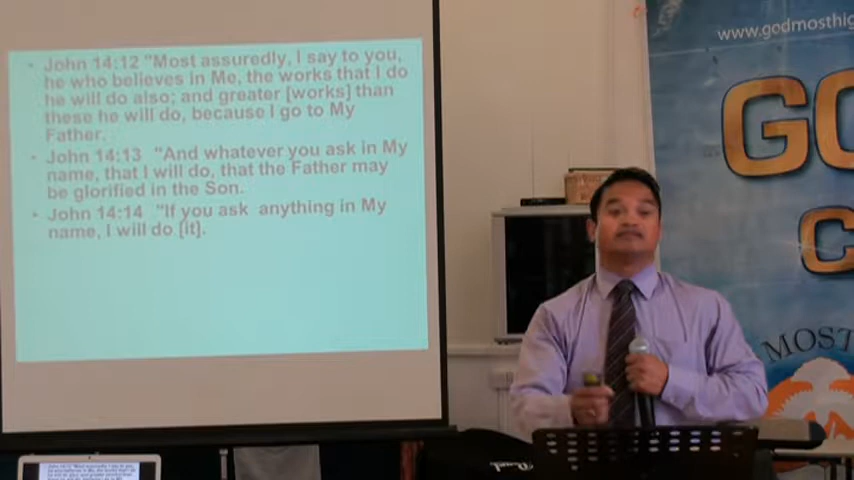 • John 14:12 "Most assuredly, I say to you,
he who believes in Me, the works that I do
he will do also; and greater [works] than
these he will do, because I go to My
Father.
• John 14:13 "And whatever you ask in My
name, that I will do, that the Father may
be glorified in the Son.
• John 14:14 "If you ask anything in My
name, I will do [it].
www.godmosthig
GO
C
MOST